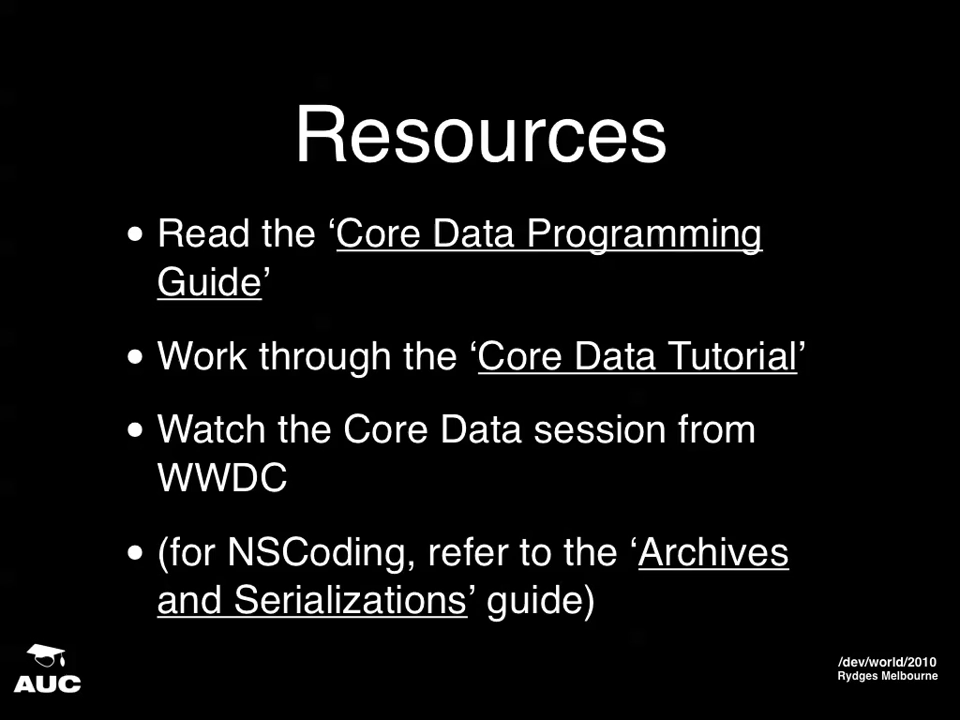 Resources
• Read the ‘Core Data Programming
Guide’
• Work through the ‘Core Data Tutorial’
• Watch the Core Data session from
WWDC
• (for NSCoding, refer to the ‘Archives
and Serializations’ guide)
AUC
/dev/world/2010
Rydges Melbourne